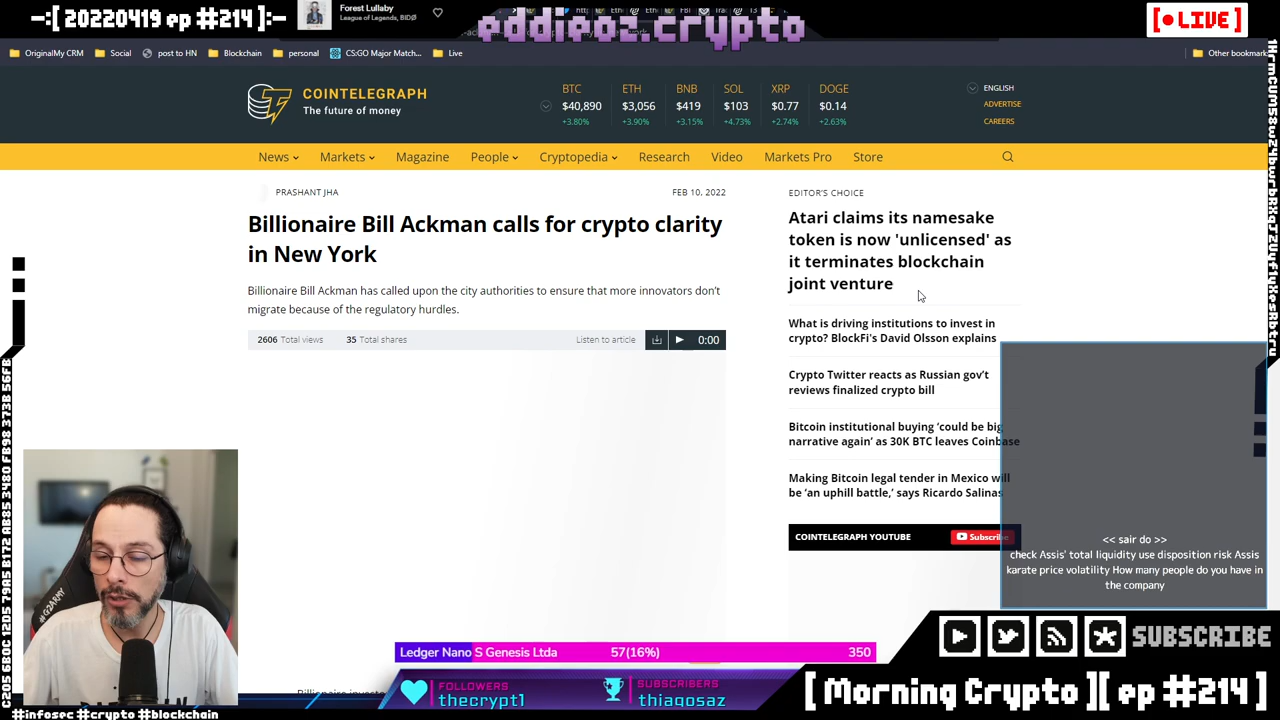 -:[ 20220419 ep #214 ]:-
Forest Lullaby
League of Legends, BIDØ
eddieoz.crypto
[ • LIVE ]
OriginalMy CRM
Social
post to HN
Blockchain
personal
CS:GO Major Match...
Live
Other bookmark
COINTELEGRAPH
The future of money
BTC ETH BNB SOL XRP DOGE
$40,890 $3,056 $419 $103 $0.77 $0.14
+3.80% +3.90% +3.15% +4.73% +2.74% +2.63%
ENGLISH
ADVERTISE
CAREERS
News Markets Magazine People Cryptopedia Research Video Markets Pro Store
PRASHANT JHA
FEB 10, 2022
Billionaire Bill Ackman calls for crypto clarity
in New York
Billionaire Bill Ackman has called upon the city authorities to ensure that more innovators don't
migrate because of the regulatory hurdles.
2606 Total views 35 Total shares Listen to article 0:00
EDITOR'S CHOICE
Atari claims its namesake
token is now 'unlicensed' as
it terminates blockchain
joint venture
What is driving institutions to invest in
crypto? BlockFi's David Olsson explains
Crypto Twitter reacts as Russian gov't
reviews finalized crypto bill
Bitcoin institutional buying 'could be big
narrative again' as 30K BTC leaves Coinbase
Making Bitcoin legal tender in Mexico will
be 'an uphill battle,' says Ricardo Salinas
COINTELEGRAPH YOUTUBE
Subscribe
<< sair do >>
check Assis' total liquidity use disposition risk Assis
karate price volatility How many people do you have in
the company
#G2ARMY
Ledger Nano S Genesis Ltda 57(16%) 350
FOLLOWERS
thecrypt1
SUBSCRIBERS
thiagosaz
SUBSCRIBE
[ Morning Crypto ][ ep #214 ]
#infosec #crypto #blockchain